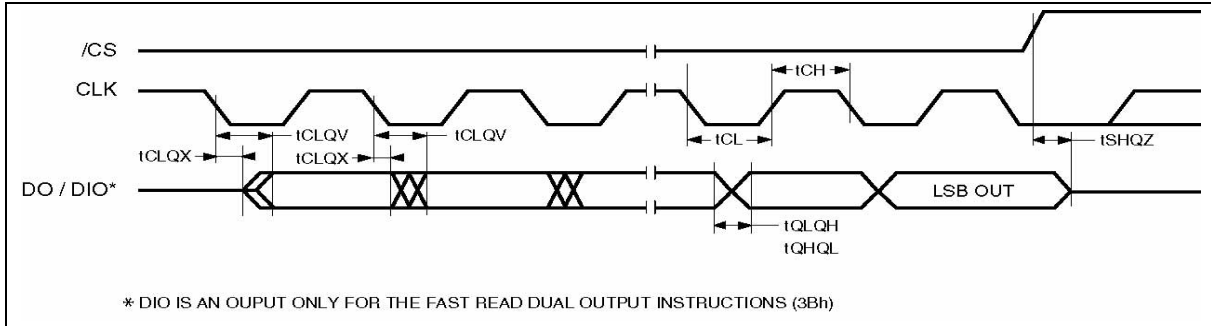 /CS
tCH
CLK
tCLQV
tCLQV
tCL
tSHQZ
tCLQX
tCLQX
DO / DIO*
LSB OUT
tQLQH
tQHQL
* DIO IS AN OUPUT ONLY FOR THE FAST READ DUAL OUTPUT INSTRUCTIONS (3Bh)